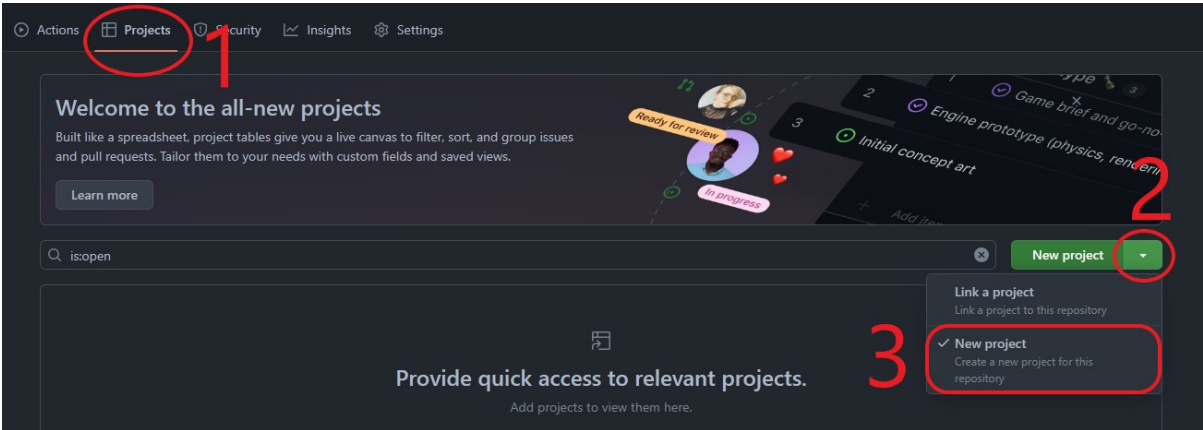 Actions Projects Security Insights Settings
1
Welcome to the all-new projects
Built like a spreadsheet, project tables give you a live canvas to filter, sort, and group issues
and pull requests. Tailor them to your needs with custom fields and saved views.
Learn more
Ready for review
In progress
1
type 3
2 Game brief and go-no-
3 Engine prototype (physics, renderin
Initial concept art
+ Add item
2
is:open
New project
Link a project
Link a project to this repository
3
New project
Create a new project for this
repository
Provide quick access to relevant projects.
Add projects to view them here.